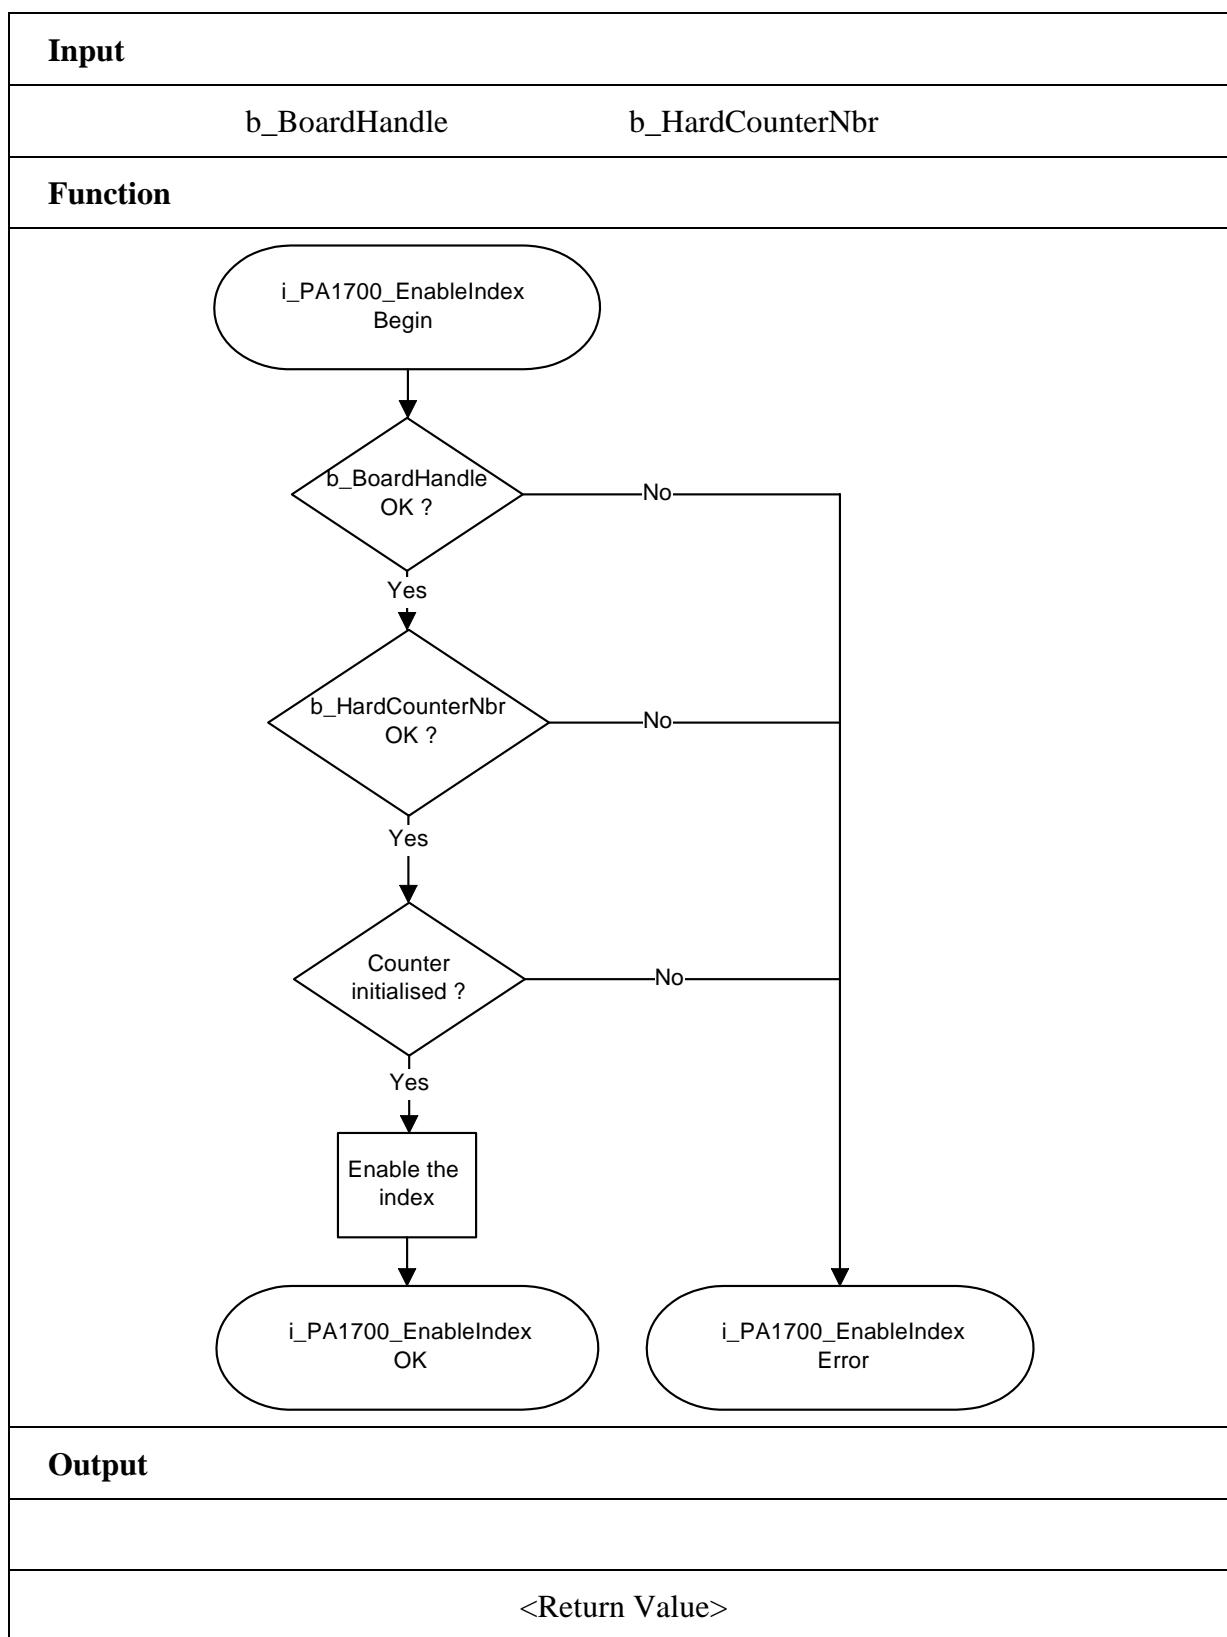 Input
b_BoardHandle b_HardCounterNbr
Function
i_PA1700_EnableIndex
Begin
b_BoardHandle
OK ?
No
Yes
b_HardCounterNbr
OK ?
No
Yes
Counter
initialised ?
No
Yes
Enable the
index
i_PA1700_EnableIndex
OK
i_PA1700_EnableIndex
Error
Output
<Return Value>